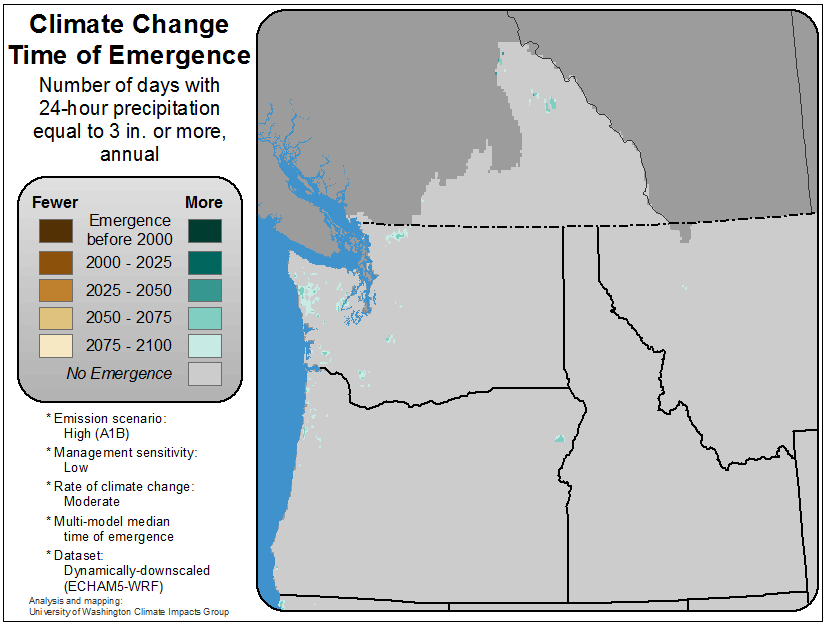 Climate Change
Time of Emergence
Number of days with
24-hour precipitation
equal to 3 in. or more,
annual
Fewer More
Emergence
before 2000
2000 - 2025
2025 - 2050
2050 - 2075
2075 - 2100
No Emergence
* Emission scenario:
High (A1B)
* Management sensitivity:
Low
* Rate of climate change:
Moderate
* Multi-model median
time of emergence
* Dataset:
Dynamically-downscaled
(ECHAM5-WRF)
Analysis and mapping:
University of Washington Climate Impacts Group